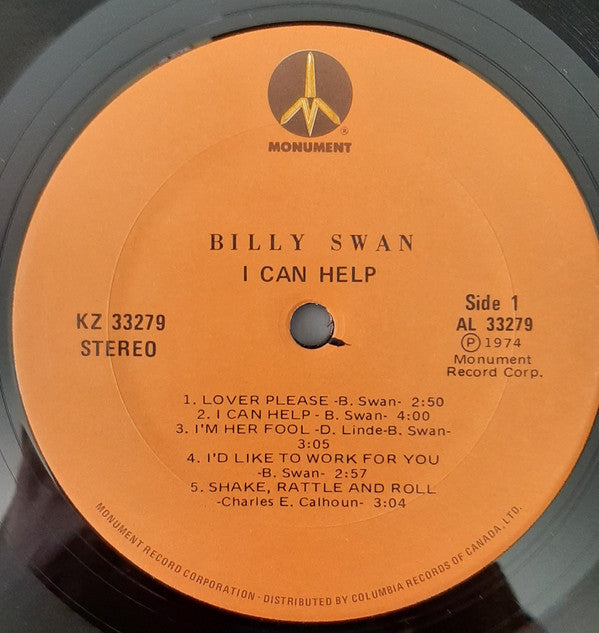 ®
MONUMENT
BILLY SWAN
I CAN HELP
KZ 33279
STEREO
Side 1
AL 33279
Ⓟ 1974
Monument
Record Corp.
1. LOVER PLEASE -B. Swan- 2:50
2. I CAN HELP - B. Swan- 4:00
3. I'M HER FOOL -D. Linde-B. Swan-
3:05
4. I'D LIKE TO WORK FOR YOU
-B. Swan- 2:57
5. SHAKE, RATTLE AND ROLL
-Charles E. Calhoun- 3:04
MONUMENT RECORD CORPORATION - DISTRIBUTED BY COLUMBIA RECORDS OF CANADA, LTD.